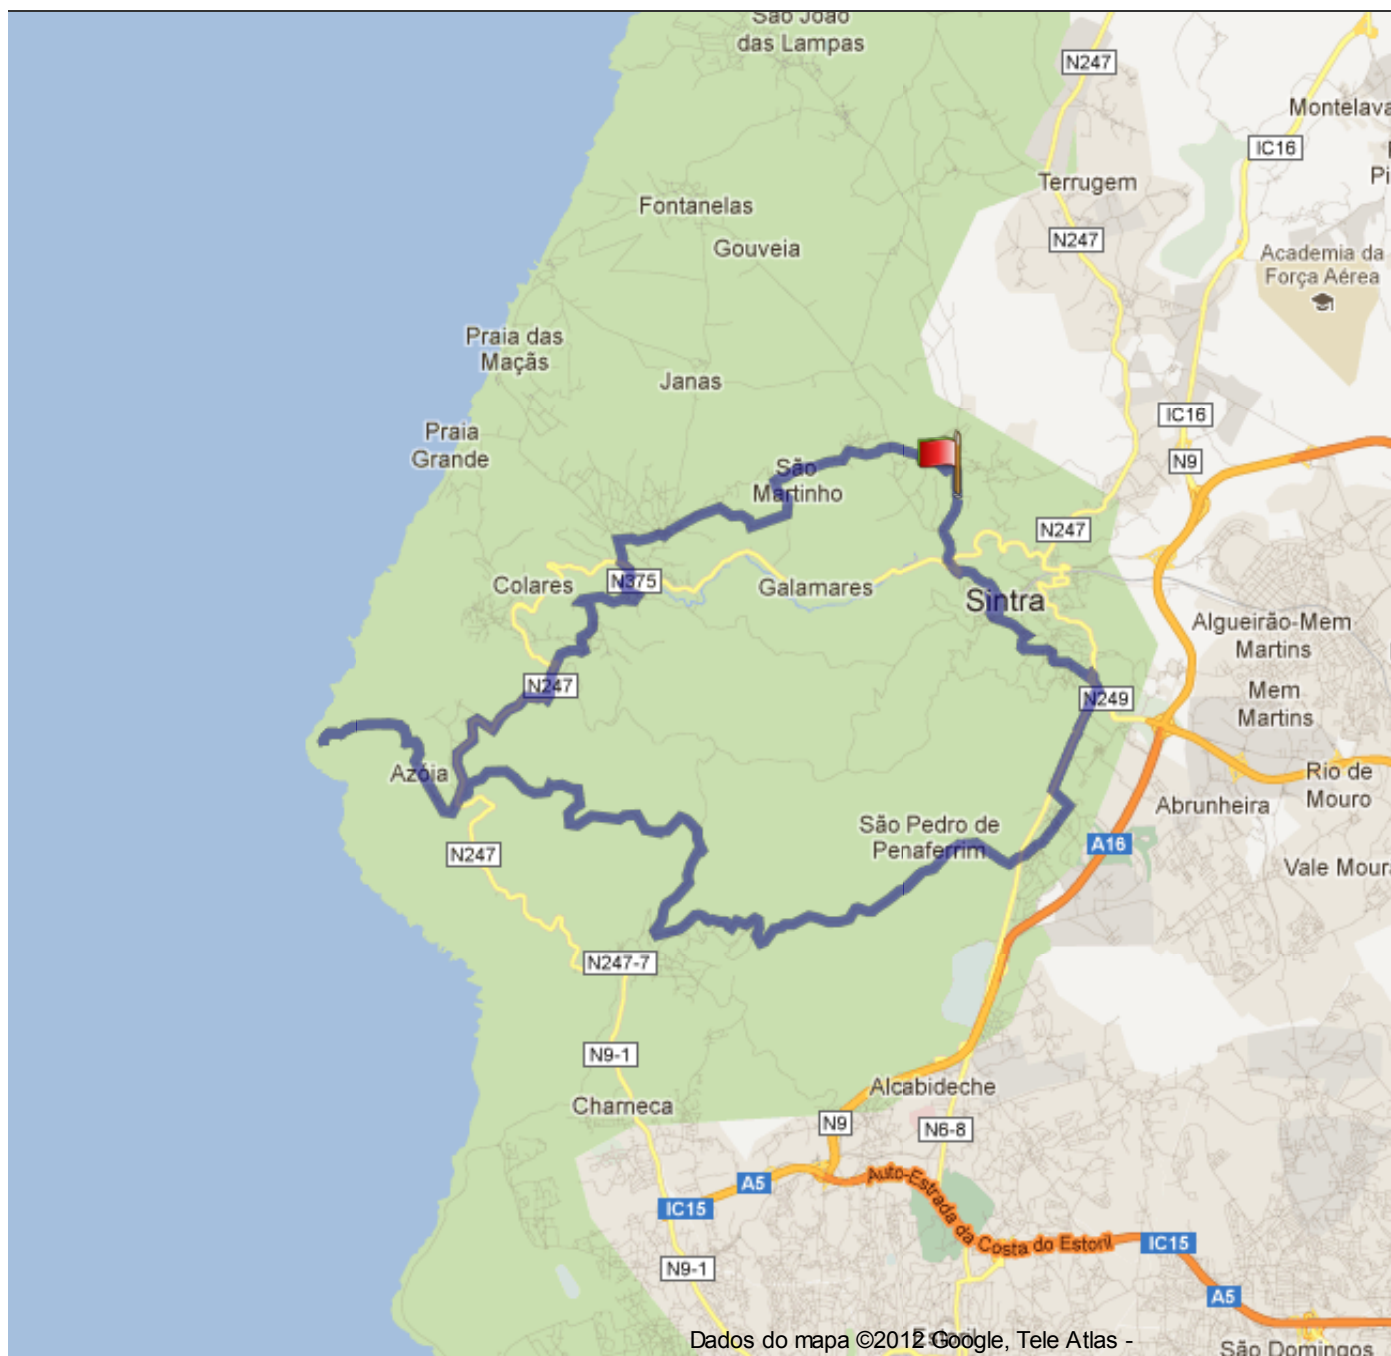 São João
das Lampas
N247
Montelava
IC16
Pi
Terrugem
Fontanelas
N247
Gouveia
Academia da
Força Aérea
Praia das
Maçãs
Janas
IC16
Praia
Grande
N9
São
Martinho
N247
N375
Colares
Galamares
Sintra
Algueirão-Mem
Martins
N247
N249
Mem
Martins
Azóia
Rio de
Mouro
Abrunheira
São Pedro de
Penaferrim
A16
N247
Vale Moura
N247-7
N9-1
Alcabideche
Charneca
N9
N6-8
A5
Auto-Estrada da Costa do Estoril
IC15
IC15
N9-1
A5
Estoril
Dados do mapa ©2012 Google, Tele Atlas -
São Domingos